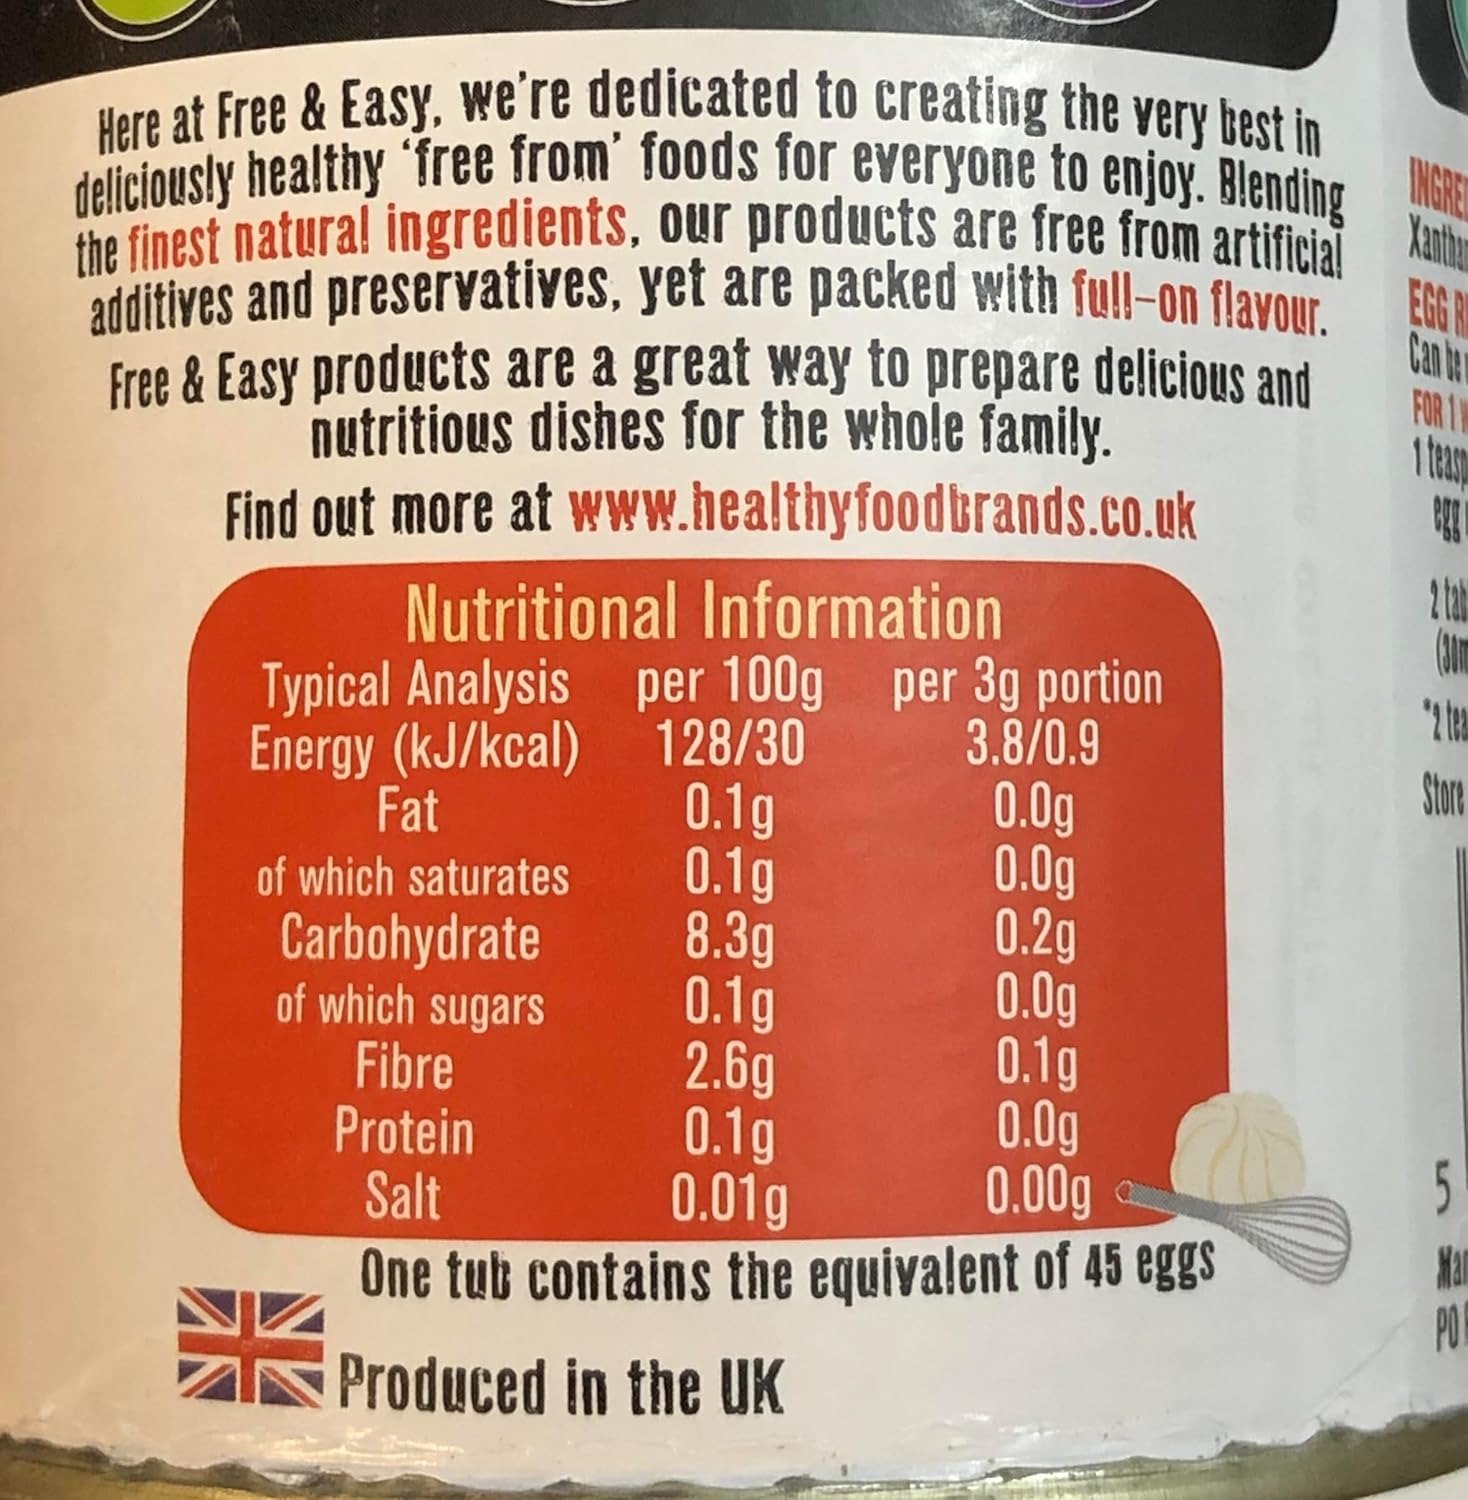 Here at Free & Easy, we're dedicated to creating the very best in
deliciously healthy 'free from' foods for everyone to enjoy. Blending
the finest natural ingredients, our products are free from artificial
additives and preservatives, yet are packed with full-on flavour.
Free & Easy products are a great way to prepare delicious and
nutritious dishes for the whole family.
Find out more at www.healthyfoodbrands.co.uk
Nutritional Information
Typical Analysis per 100g per 3g portion
Energy (kJ/kcal) 128/30 3.8/0.9
Fat 0.1g 0.0g
of which saturates 0.1g 0.0g
Carbohydrate 8.3g 0.2g
of which sugars 0.1g 0.0g
Fibre 2.6g 0.1g
Protein 0.1g 0.0g
Salt 0.01g 0.00g
One tub contains the equivalent of 45 eggs
Produced in the UK
EGG
Can be
FOR 1
1
egg
2
*2
Store
5
PO